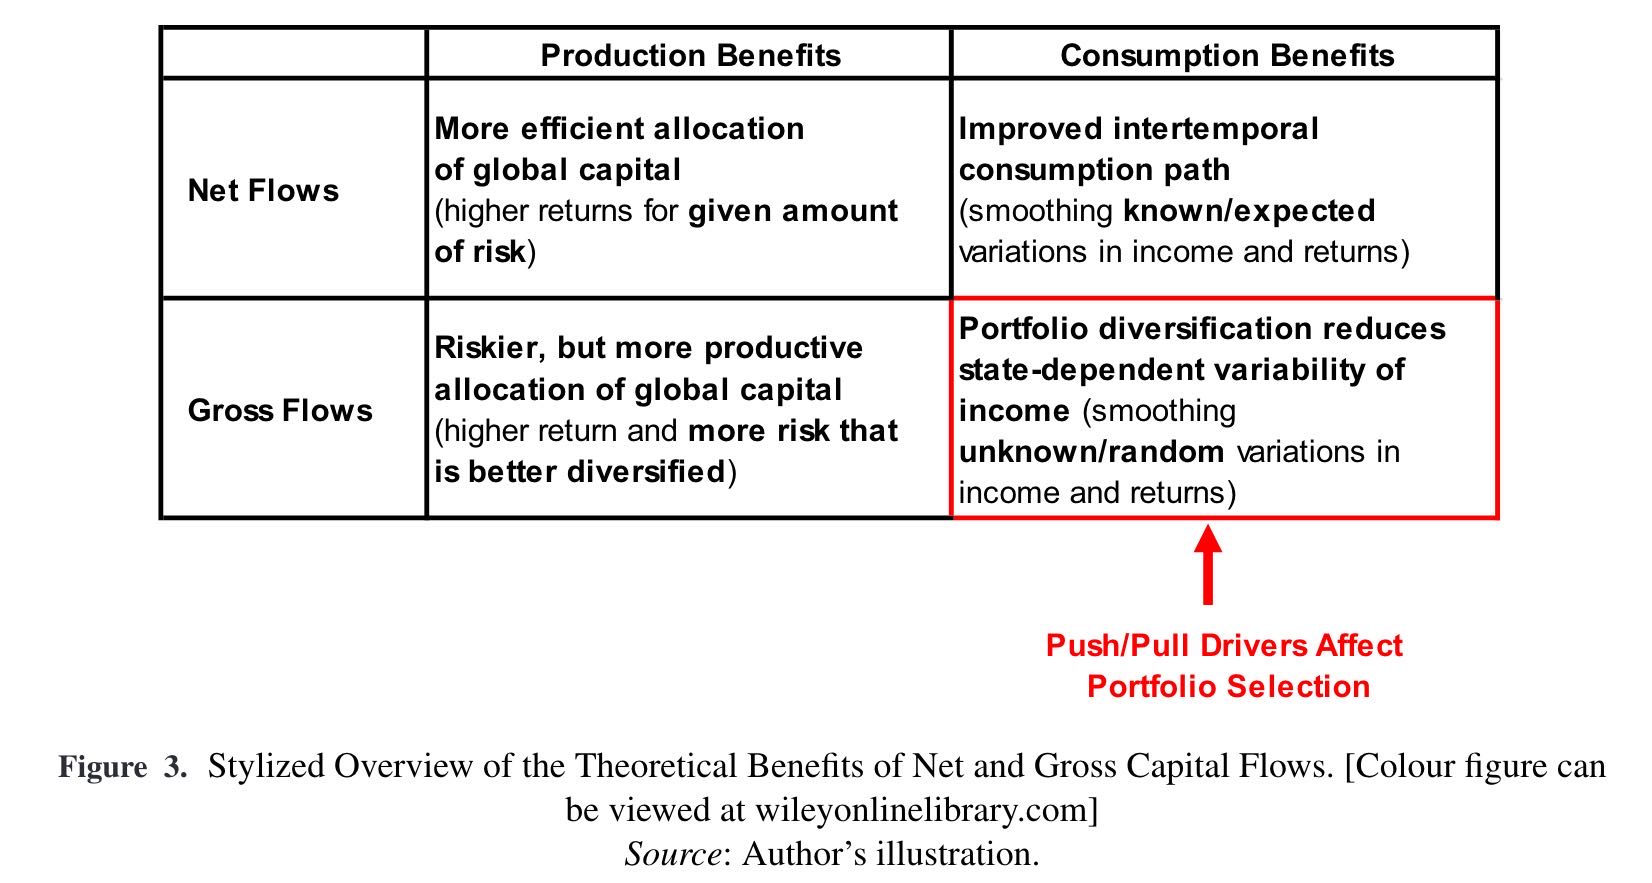 Production Benefits
Consumption Benefits
Net Flows
More efficient allocation
of global capital
(higher returns for given amount
of risk)
Improved intertemporal
consumption path
(smoothing known/expected
variations in income and returns)
Gross Flows
Riskier, but more productive
allocation of global capital
(higher return and more risk that
is better diversified)
Portfolio diversification reduces
state-dependent variability of
income (smoothing
unknown/random variations in
income and returns)
Push/Pull Drivers Affect
Portfolio Selection
Figure 3. Stylized Overview of the Theoretical Benefits of Net and Gross Capital Flows. [Colour figure can
be viewed at wileyonlinelibrary.com]
Source: Author’s illustration.